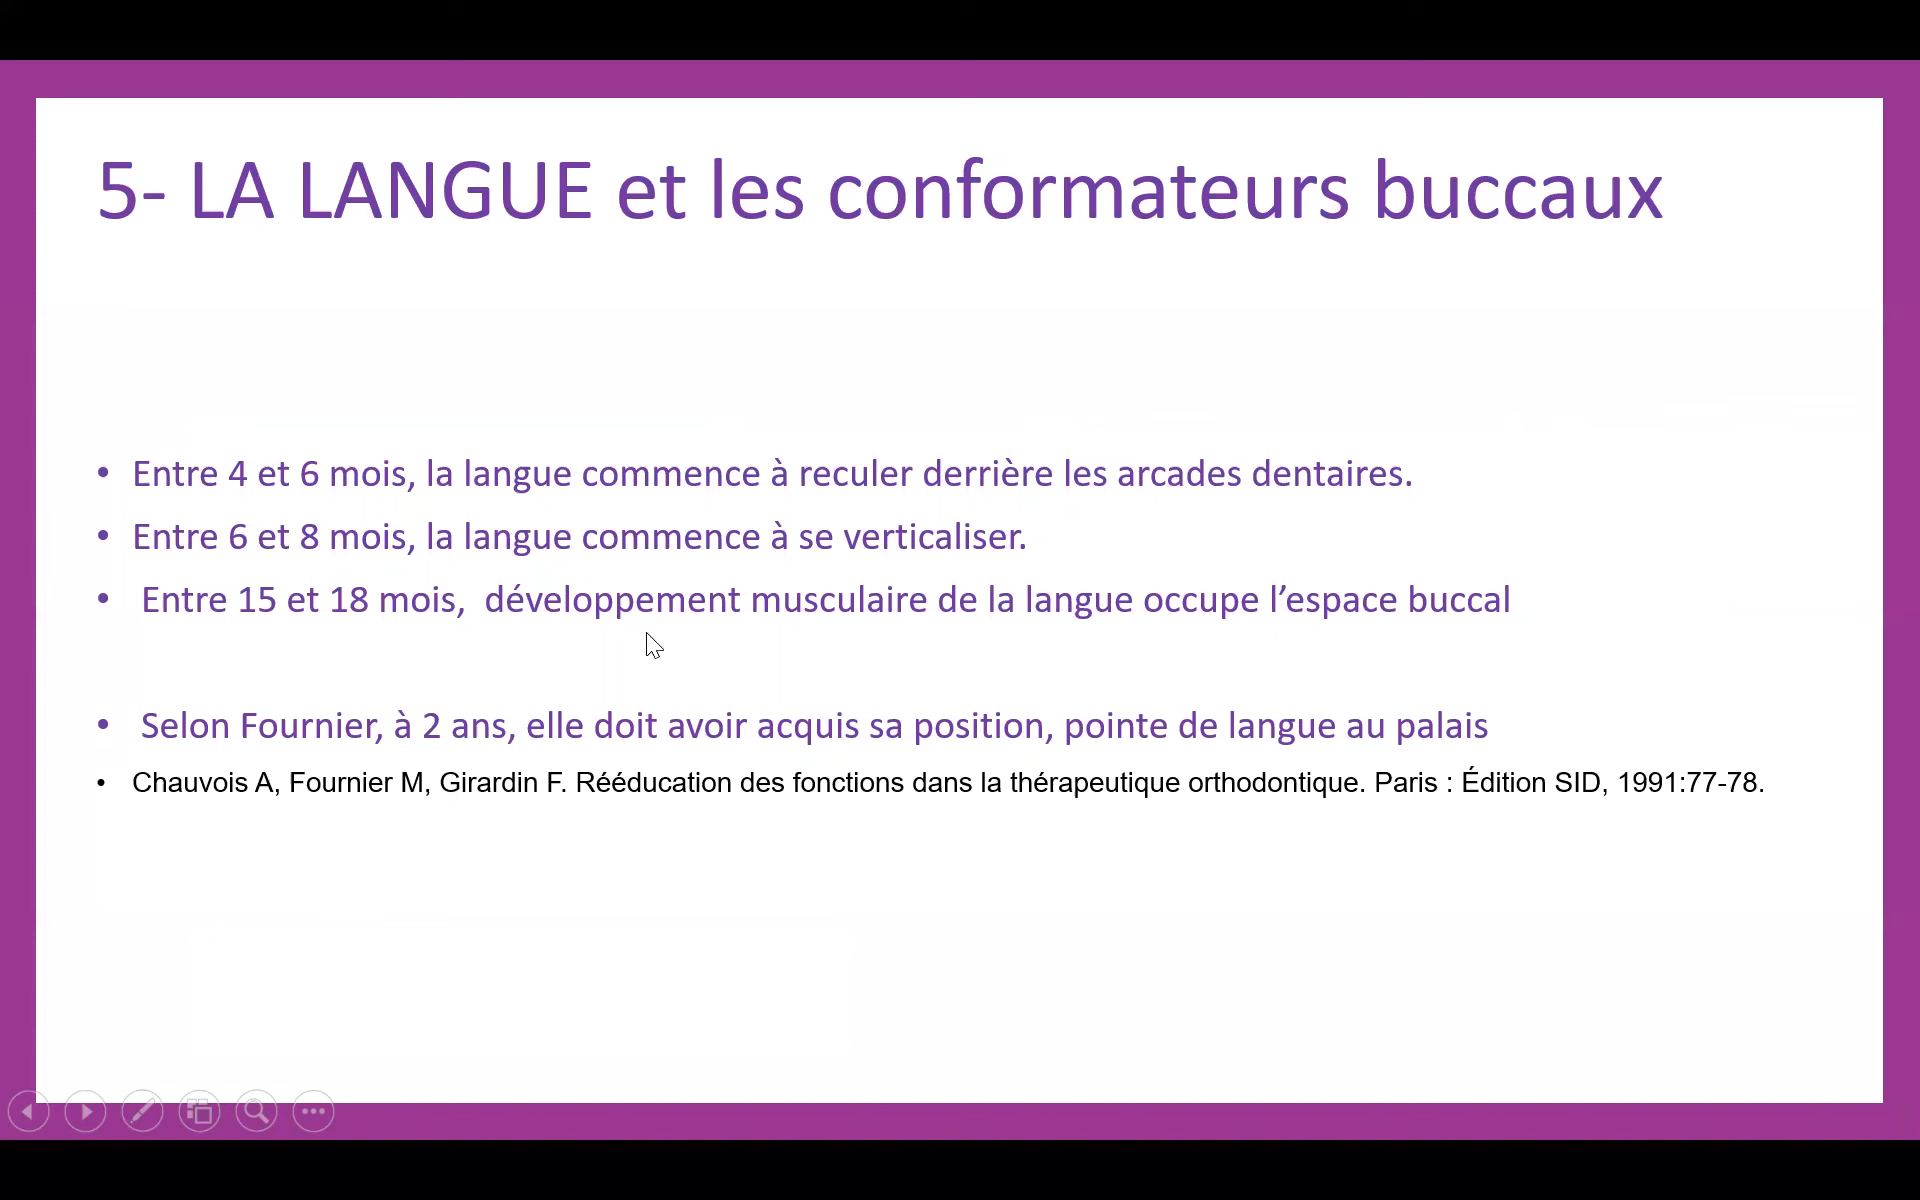 5- LA LANGUE et les conformateurs buccaux
• Entre 4 et 6 mois, la langue commence à reculer derrière les arcades dentaires.
• Entre 6 et 8 mois, la langue commence à se verticaliser.
• Entre 15 et 18 mois,  développement musculaire de la langue occupe l’espace buccal
• Selon Fournier, à 2 ans, elle doit avoir acquis sa position, pointe de langue au palais
• Chauvois A, Fournier M, Girardin F. Rééducation des fonctions dans la thérapeutique orthodontique. Paris : Édition SID, 1991:77-78.